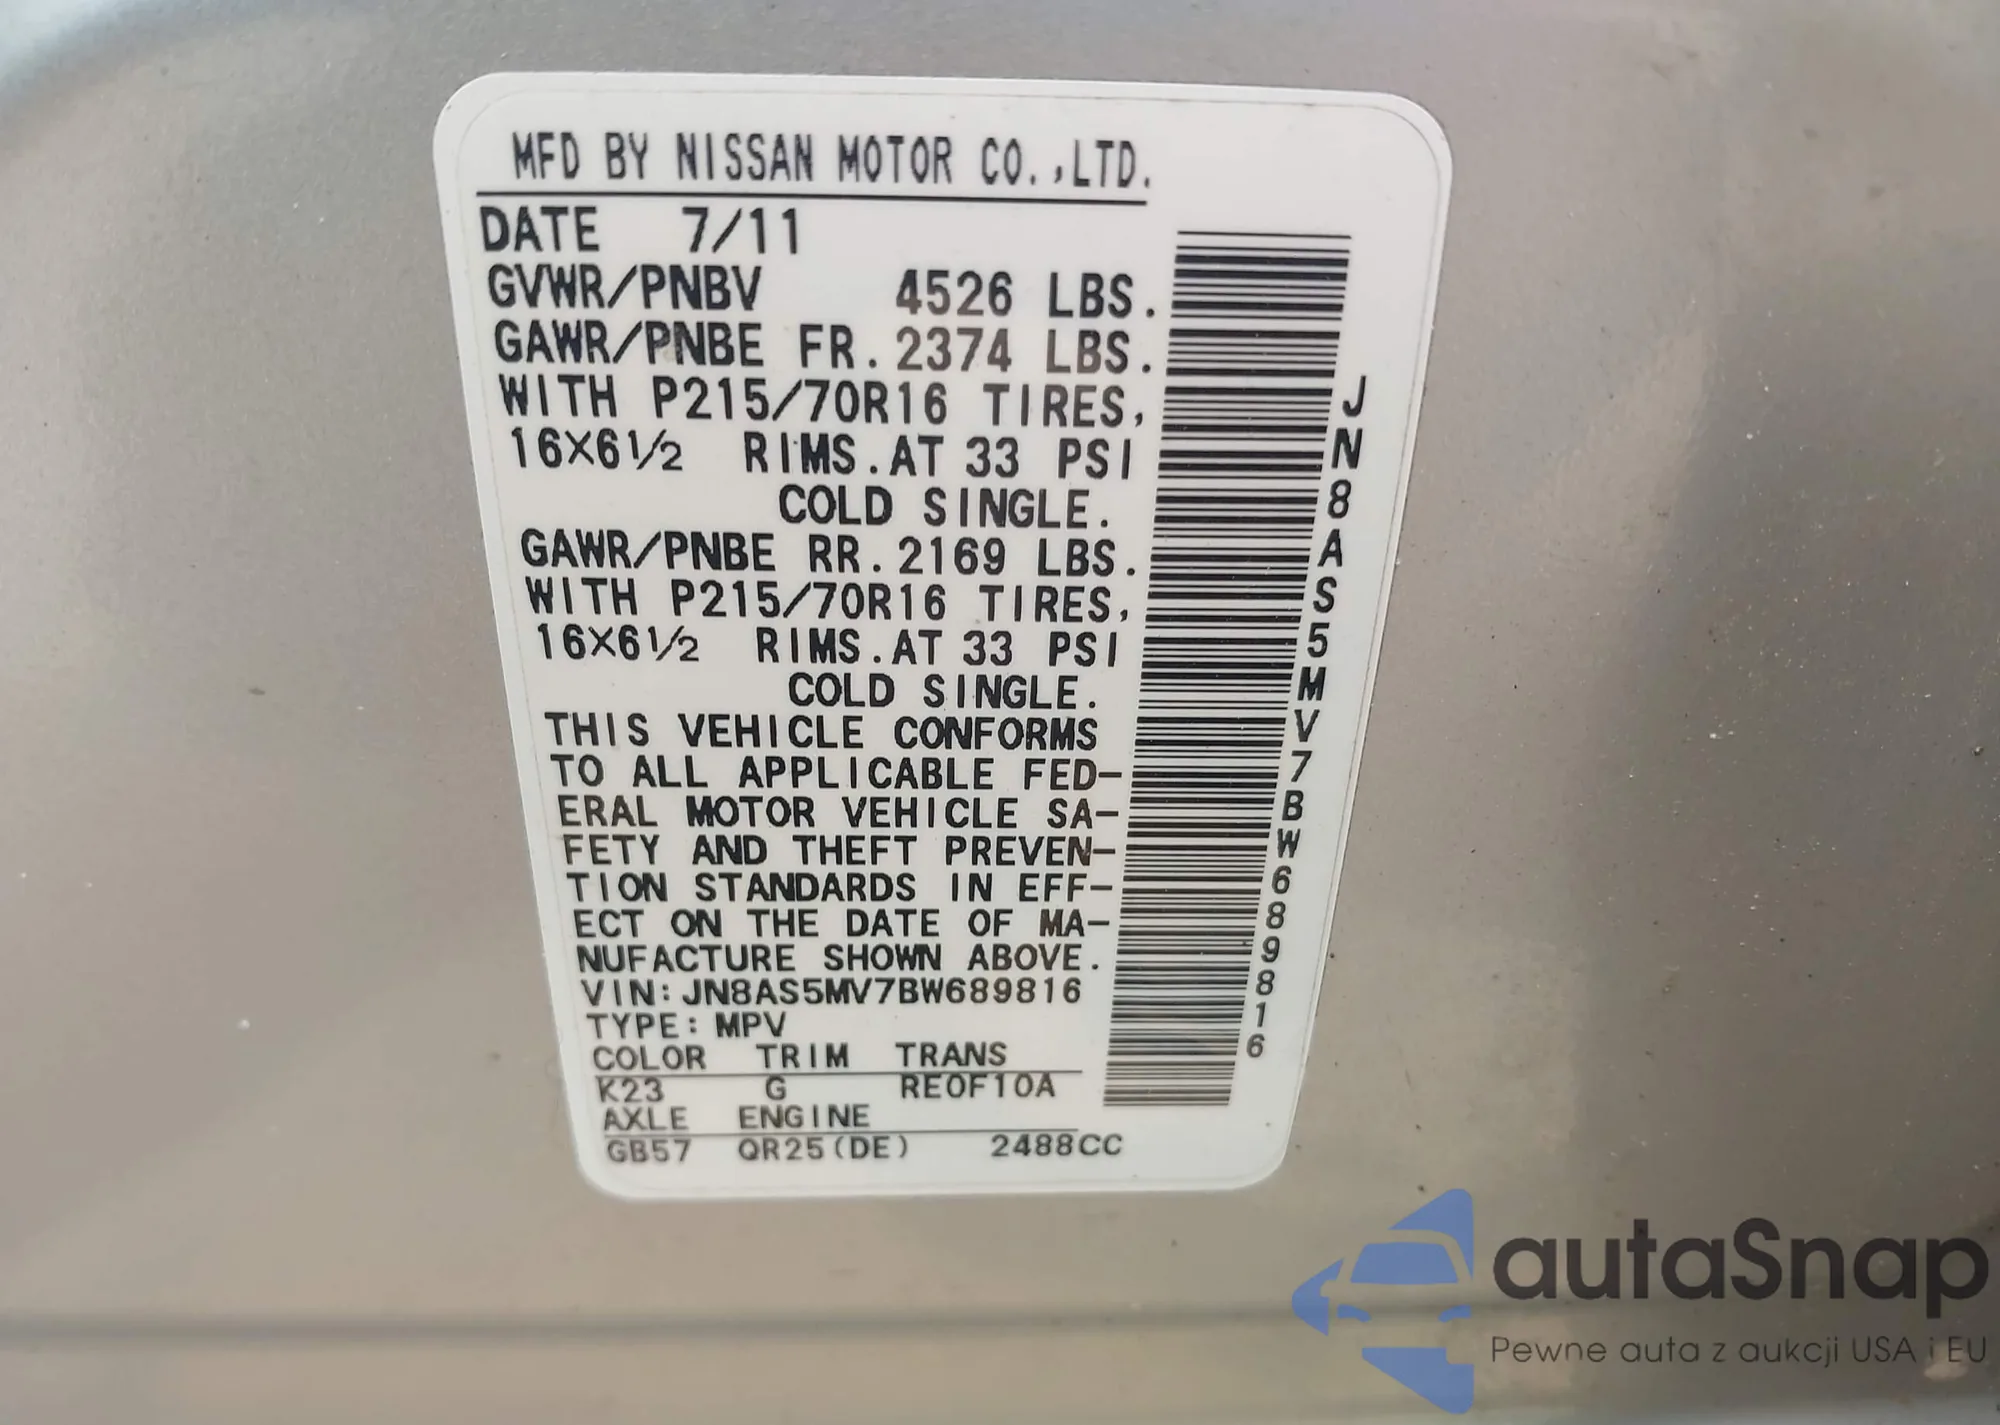 MFD BY NISSAN MOTOR CO.,LTD.
DATE 7/11
GVWR/PNBV 4526 LBS.
GAWR/PNBE FR. 2374 LBS.
WITH P215/70R16 TIRES,
16X6½ RIMS.AT 33 PSI
COLD SINGLE.
GAWR/PNBE RR. 2169 LBS.
WITH P215/70R16 TIRES,
16X6½ RIMS.AT 33 PSI
COLD SINGLE.
THIS VEHICLE CONFORMS
TO ALL APPLICABLE FED-
ERAL MOTOR VEHICLE SA-
FETY AND THEFT PREVEN-
TION STANDARDS IN EFF-
ECT ON THE DATE OF MA-
NUFACTURE SHOWN ABOVE.
VIN: JN8AS5MV7BW689816
TYPE: MPV
COLOR TRIM TRANS
K23 G RE0F10A
AXLE ENGINE
GB57 QR25(DE) 2488CC
JN8AS5MV7BW689816
autaSnap
Pewne auta z aukcji USA i EU